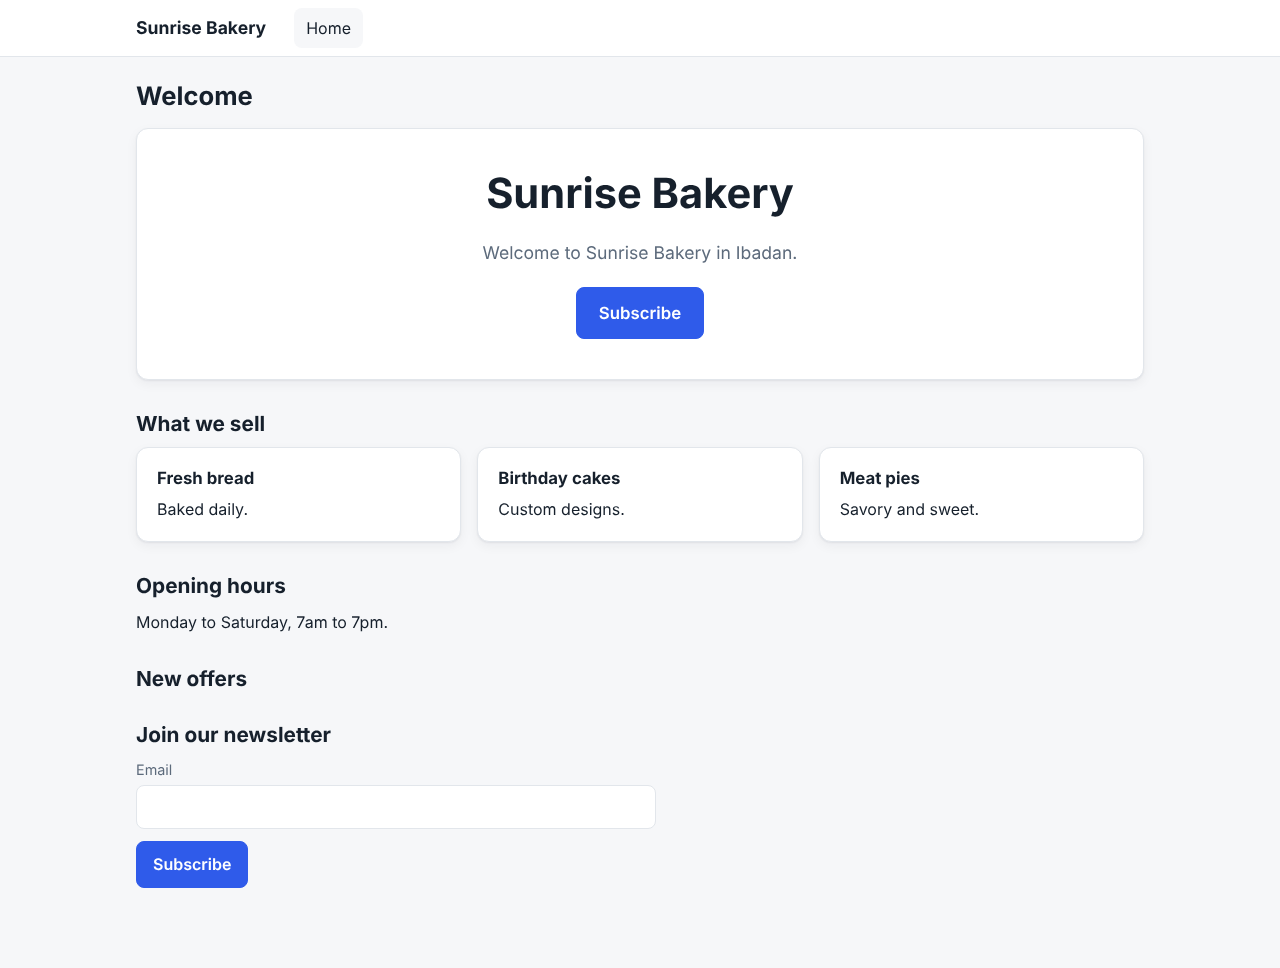 Sunrise Bakery Home
Welcome
Sunrise Bakery
Welcome to Sunrise Bakery in Ibadan.
Subscribe
What we sell
Fresh bread
Baked daily.
Birthday cakes
Custom designs.
Meat pies
Savory and sweet.
Opening hours
Monday to Saturday, 7am to 7pm.
New offers
Join our newsletter
Email
Subscribe